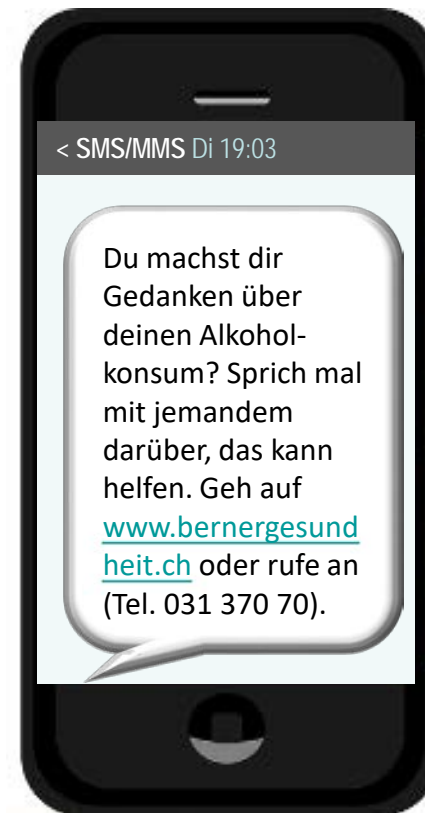 < SMS/MMS Di 19:03
Du machst dir
Gedanken über
deinen Alkohol-
konsum? Sprich mal
mit jemandem
darüber, das kann
helfen. Geh auf
www.bernergesund
heit.ch oder rufe an
(Tel. 031 370 70).